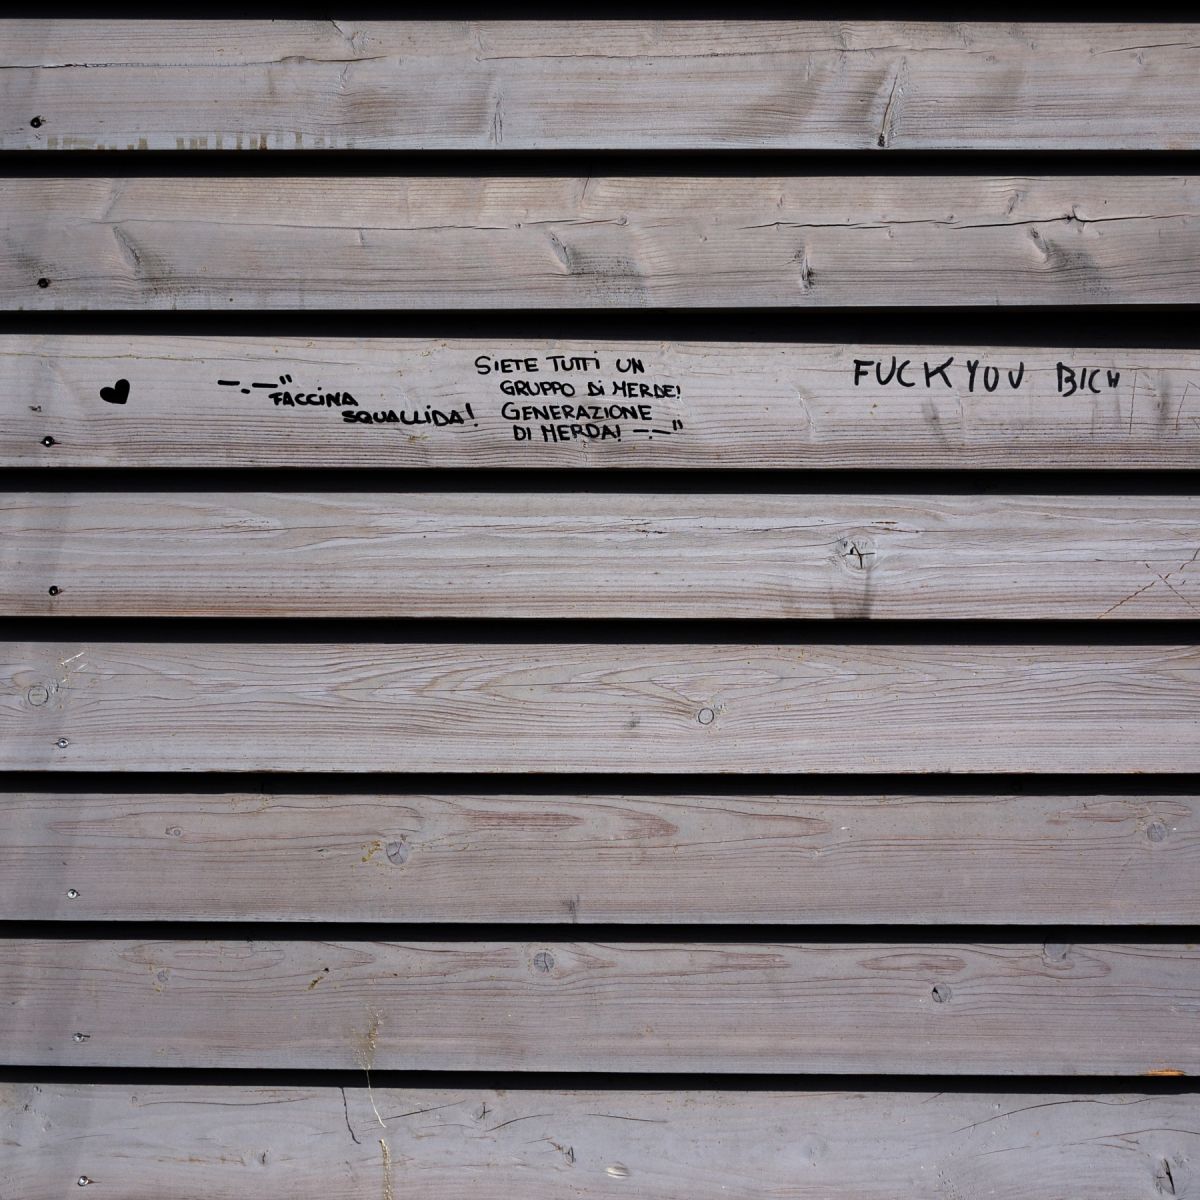 -.-"
FACCINA
SQUALLIDA!
SIETE TUTTI UN
GRUPPO DI MERDE!
GENERAZIONE
DI MERDA! -.-"
FUCK YOU BICH